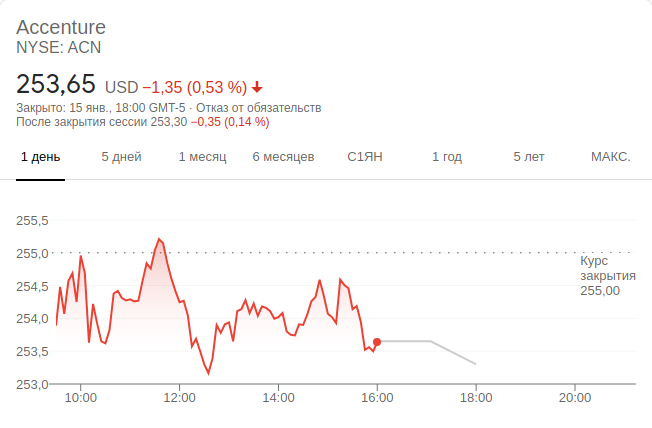 Accenture
NYSE: ACN
253,65 USD −1,35 (0,53 %)
Закрыто: 15 янв., 18:00 GMT-5 · Отказ от обязательств
После закрытия сессии 253,30 −0,35 (0,14 %)
1 день 5 дней 1 месяц 6 месяцев С1ЯН 1 год 5 лет МАКС.
255,5
255,0
254,5
254,0
253,5
253,0
Курс
закрытия
255,00
10:00 12:00 14:00 16:00 18:00 20:00